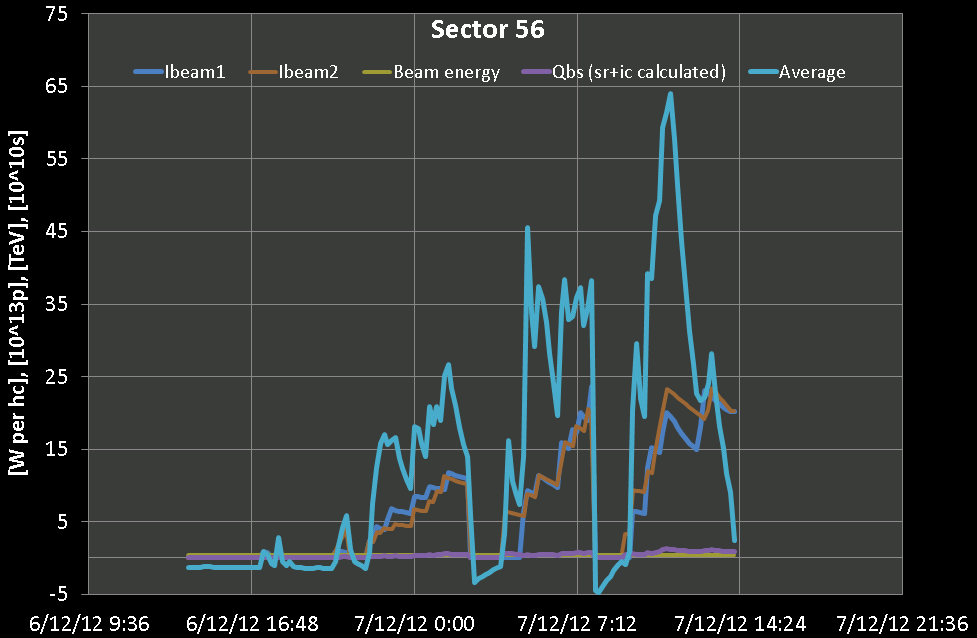 Sector 56
Ibeam1 Ibeam2 Beam energy Qbs (sr+ic calculated) Average
[W per hc], [10^13p], [TeV], [10^10s]
75
65
55
45
35
25
15
5
-5
6/12/12 9:36 6/12/12 16:48 7/12/12 0:00 7/12/12 7:12 7/12/12 14:24 7/12/12 21:36